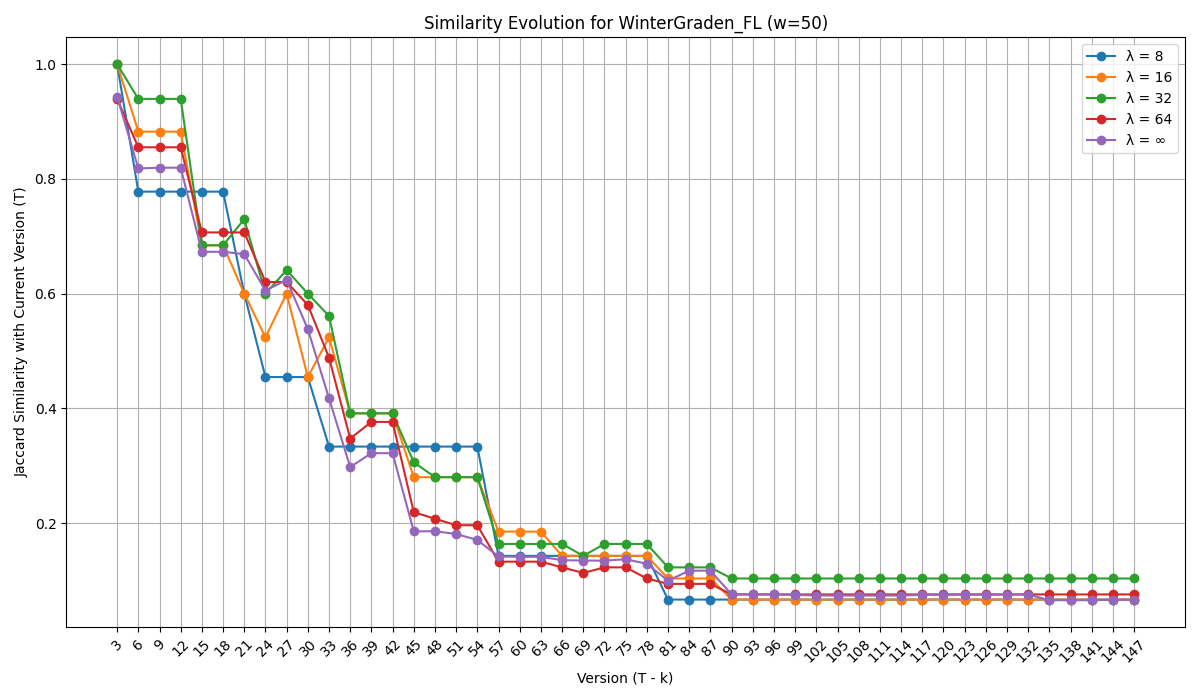 Similarity Evolution for WinterGraden_FL (w=50)
λ = 8
λ = 16
λ = 32
λ = 64
λ = ∞
Jaccard Similarity with Current Version (T)
1.0
0.8
0.6
0.4
0.2
3 6 9 12 15 18 21 24 27 30 33 36 39 42 45 48 51 54 57 60 63 66 69 72 75 78 81 84 87 90 93 96 99 102 105 108 111 114 117 120 123 126 129 132 135 138 141 144 147
Version (T - k)